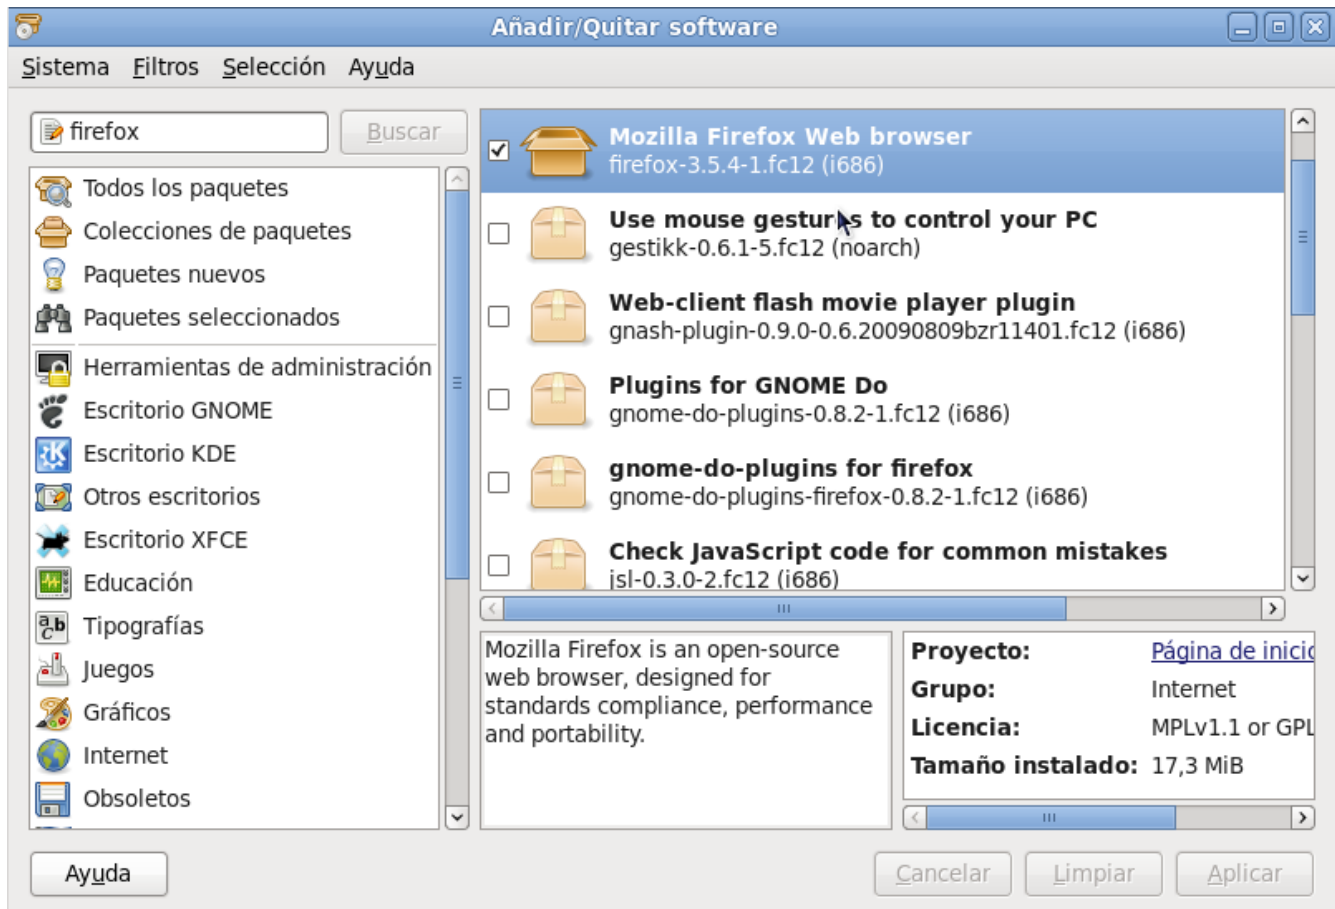 Añadir/Quitar software
Sistema Filtros Selección Ayuda
firefox
Buscar
Todos los paquetes
Colecciones de paquetes
Paquetes nuevos
Paquetes seleccionados
Herramientas de administración
Escritorio GNOME
Escritorio KDE
Otros escritorios
Escritorio XFCE
Educación
Tipografías
Juegos
Gráficos
Internet
Obsoletos
Mozilla Firefox Web browser
firefox-3.5.4-1.fc12 (i686)
Use mouse gestures to control your PC
gestikk-0.6.1-5.fc12 (noarch)
Web-client flash movie player plugin
gnash-plugin-0.9.0-0.6.20090809bzr11401.fc12 (i686)
Plugins for GNOME Do
gnome-do-plugins-0.8.2-1.fc12 (i686)
gnome-do-plugins for firefox
gnome-do-plugins-firefox-0.8.2-1.fc12 (i686)
Check JavaScript code for common mistakes
jsl-0.3.0-2.fc12 (i686)
Mozilla Firefox is an open-source
web browser, designed for
standards compliance, performance
and portability.
Proyecto: Página de inicio
Grupo: Internet
Licencia: MPLv1.1 or GPL
Tamaño instalado: 17,3 MiB
Ayuda
Cancelar
Limpiar
Aplicar